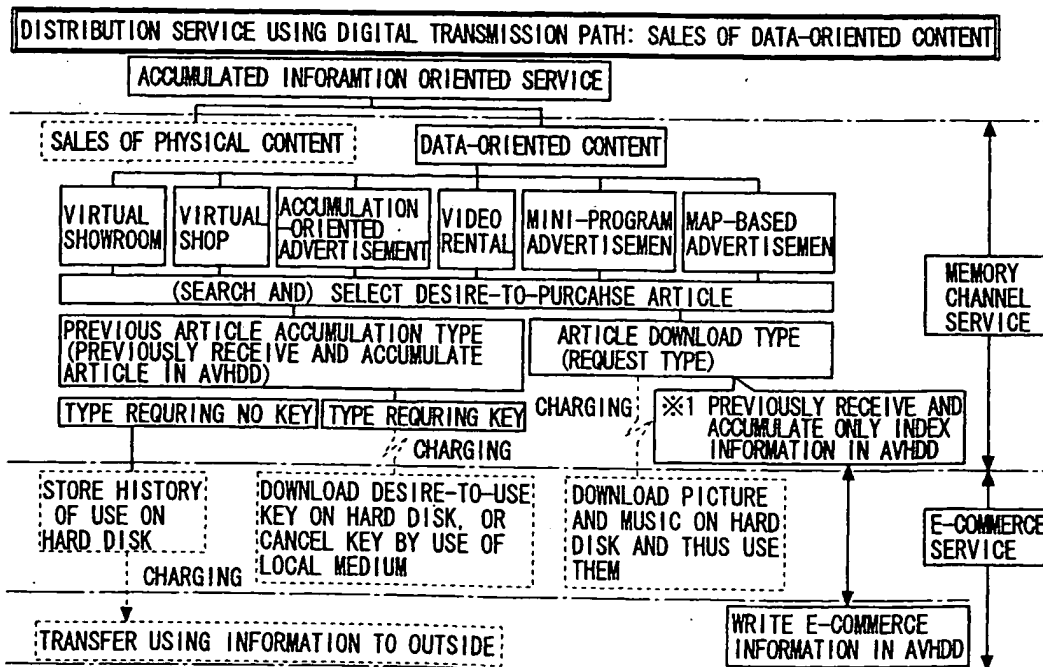 DISTRIBUTION SERVICE USING DIGITAL TRANSMISSION PATH: SALES OF DATA-ORIENTED CONTENT
ACCUMULATED INFORAMTION ORIENTED SERVICE
SALES OF PHYSICAL CONTENT
DATA-ORIENTED CONTENT
VIRTUAL
SHOWROOM
VIRTUAL
SHOP
ACCUMULATION
-ORIENTED
ADVERTISEMENT
VIDEO
RENTAL
MINI-PROGRAM
ADVERTISEMEN
MAP-BASED
ADVERTISEMEN
(SEARCH AND) SELECT DESIRE-TO-PURCAHSE ARTICLE
MEMORY
CHANNEL
SERVICE
PREVIOUS ARTICLE ACCUMULATION TYPE
(PREVIOUSLY RECEIVE AND ACCUMULATE
ARTICLE IN AVHDD)
ARTICLE DOWNLOAD TYPE
(REQUEST TYPE)
TYPE REQURING NO KEY
TYPE REQURING KEY
CHARGING
CHARGING
※1 PREVIOUSLY RECEIVE AND
ACCUMULATE ONLY INDEX
INFORMATION IN AVHDD
STORE HISTORY
OF USE ON
HARD DISK
DOWNLOAD DESIRE-TO-USE
KEY ON HARD DISK, OR
CANCEL KEY BY USE OF
LOCAL MEDIUM
DOWNLOAD PICTURE
AND MUSIC ON HARD
DISK AND THUS USE
THEM
E-COMMERCE
SERVICE
CHARGING
TRANSFER USING INFORMATION TO OUTSIDE
WRITE E-COMMERCE
INFORMATION IN AVHDD